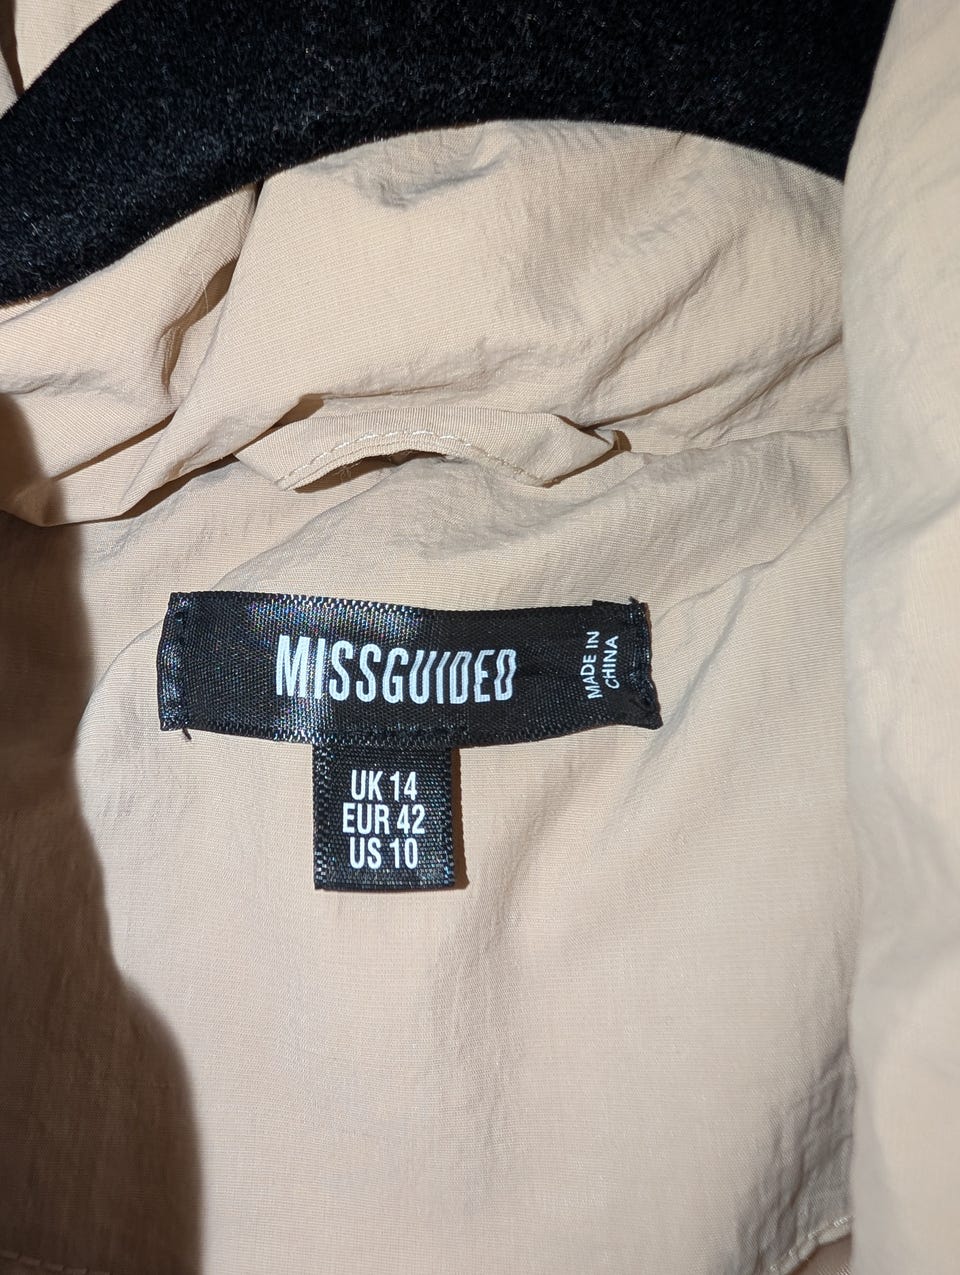 MISSGUIDED
MADE IN
CHINA
UK 14
EUR 42
US 10